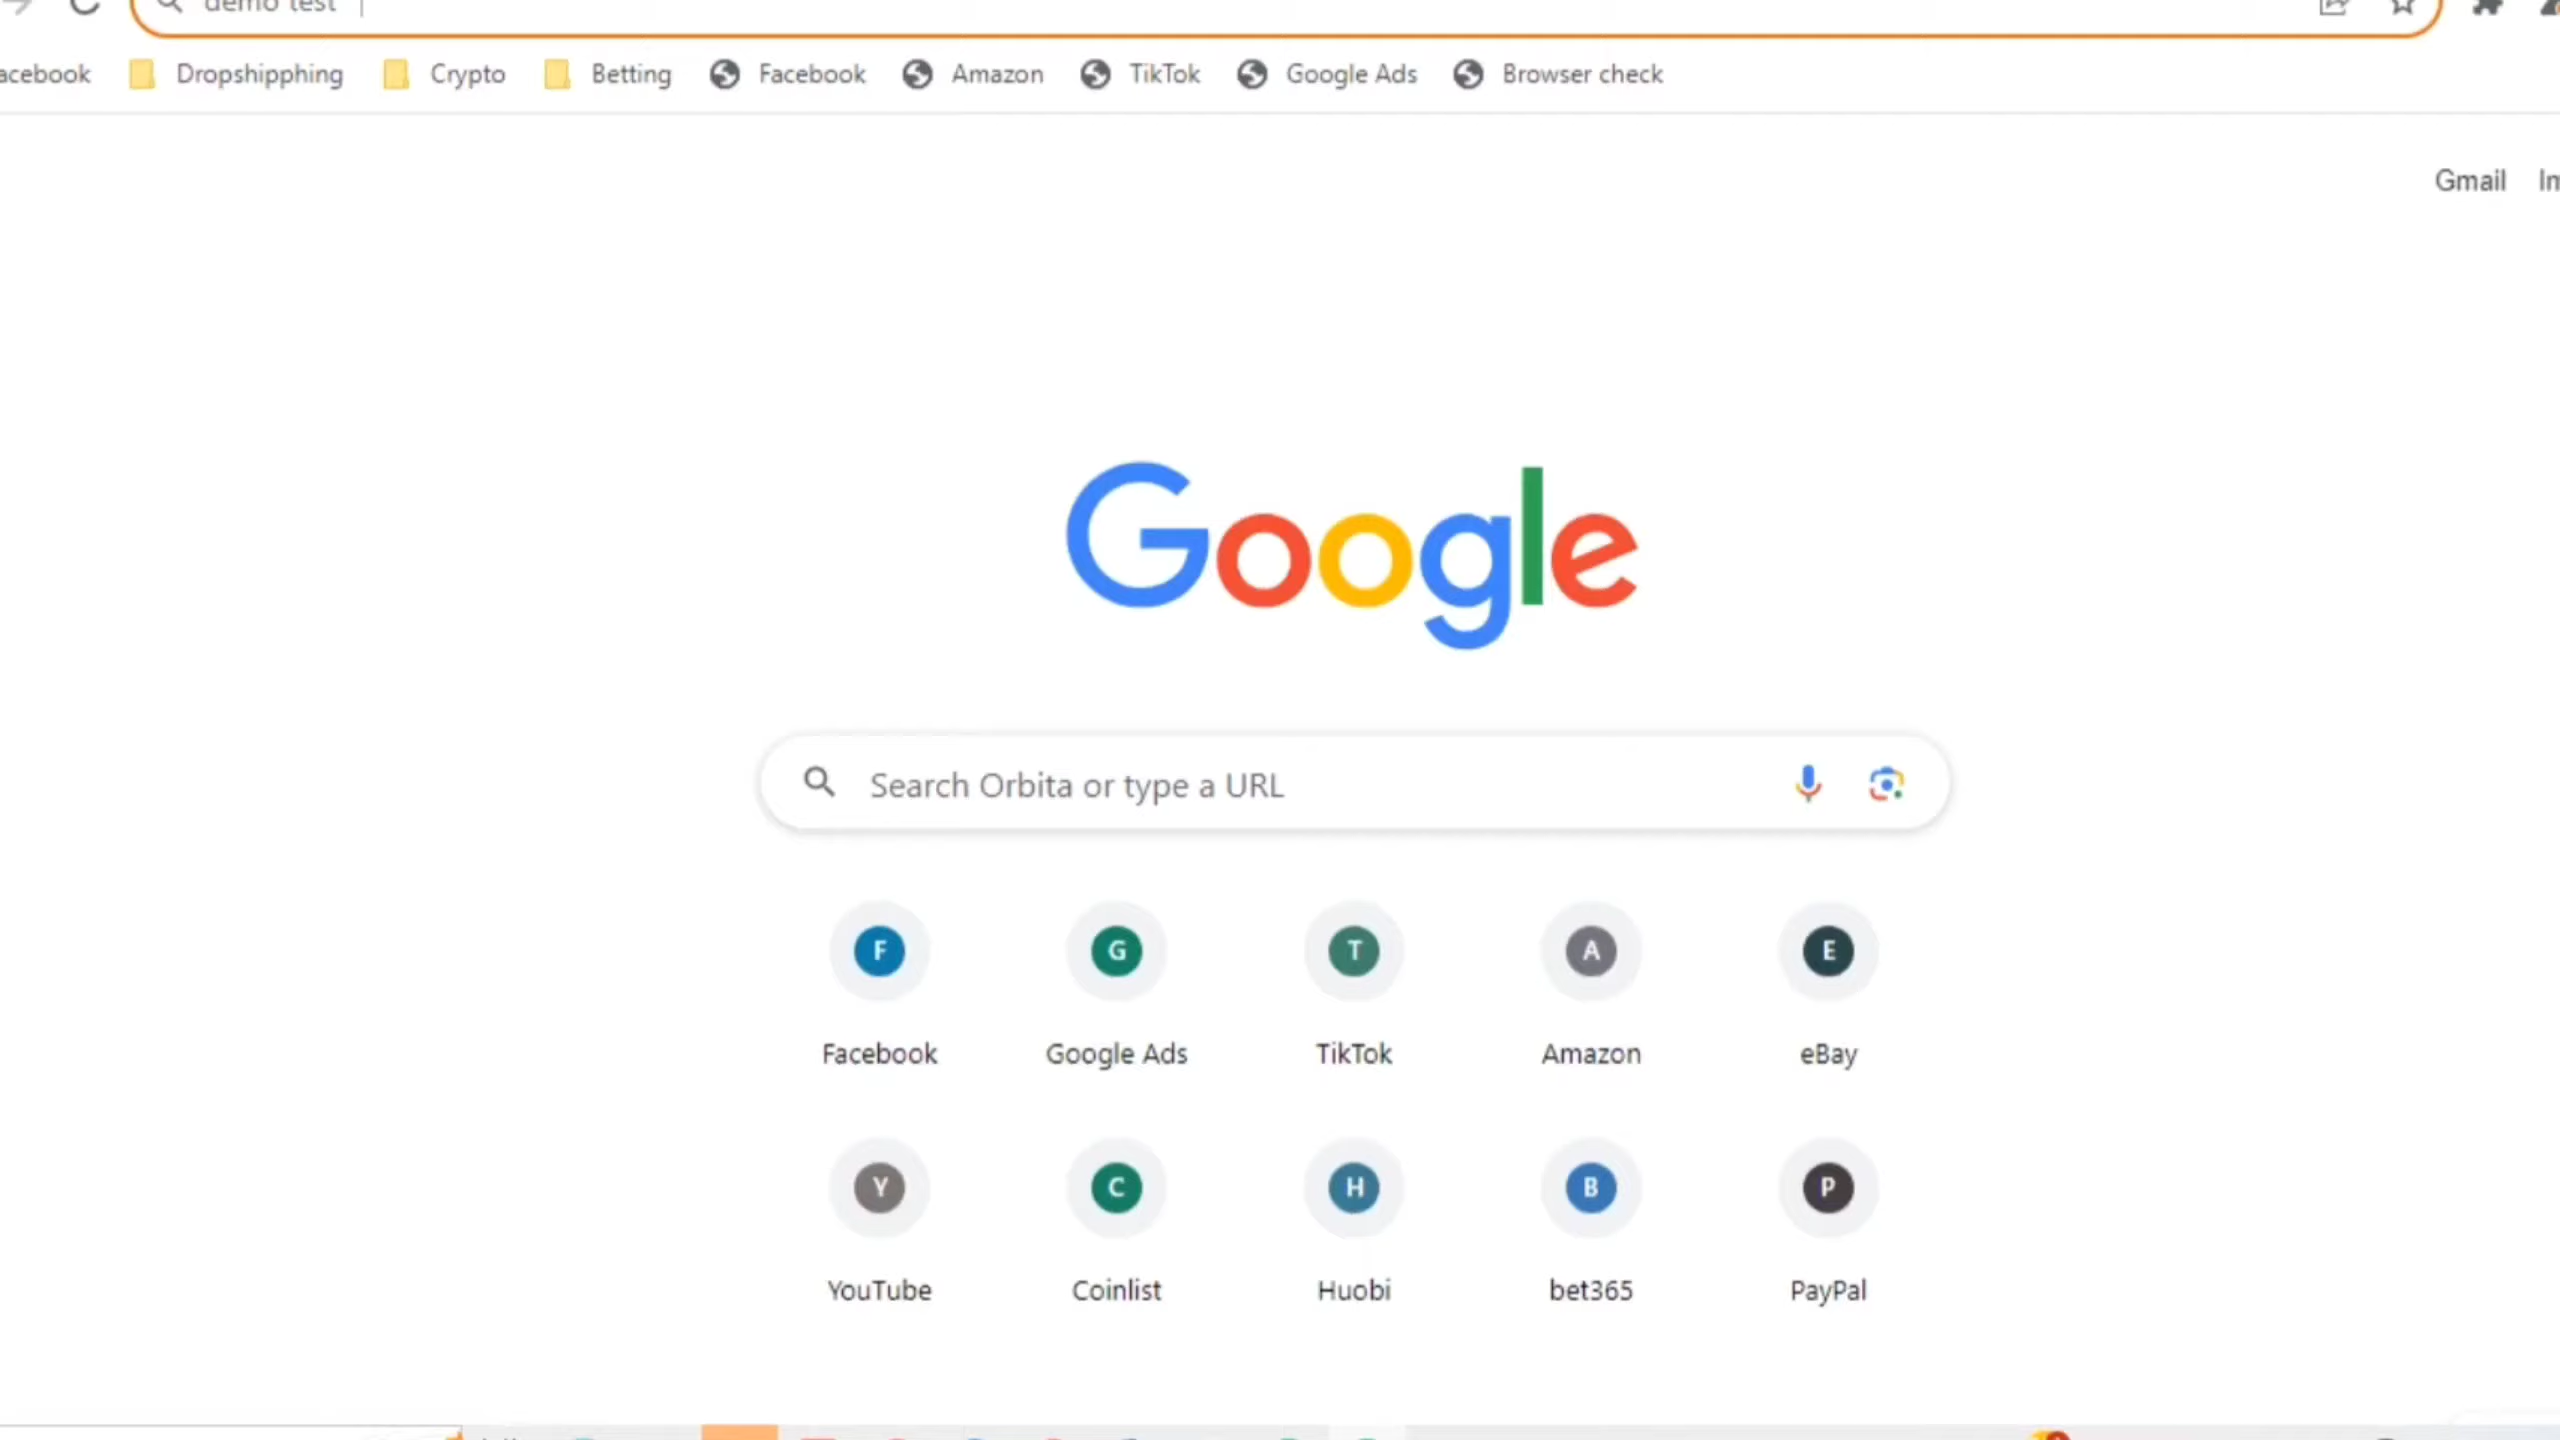 demo test
acebook Dropshipphing Crypto Betting Facebook Amazon TikTok Google Ads Browser check
Gmail
Google
Search Orbita or type a URL
F G T A E
Facebook Google Ads TikTok Amazon eBay
Y C H B P
YouTube Coinlist Huobi bet365 PayPal